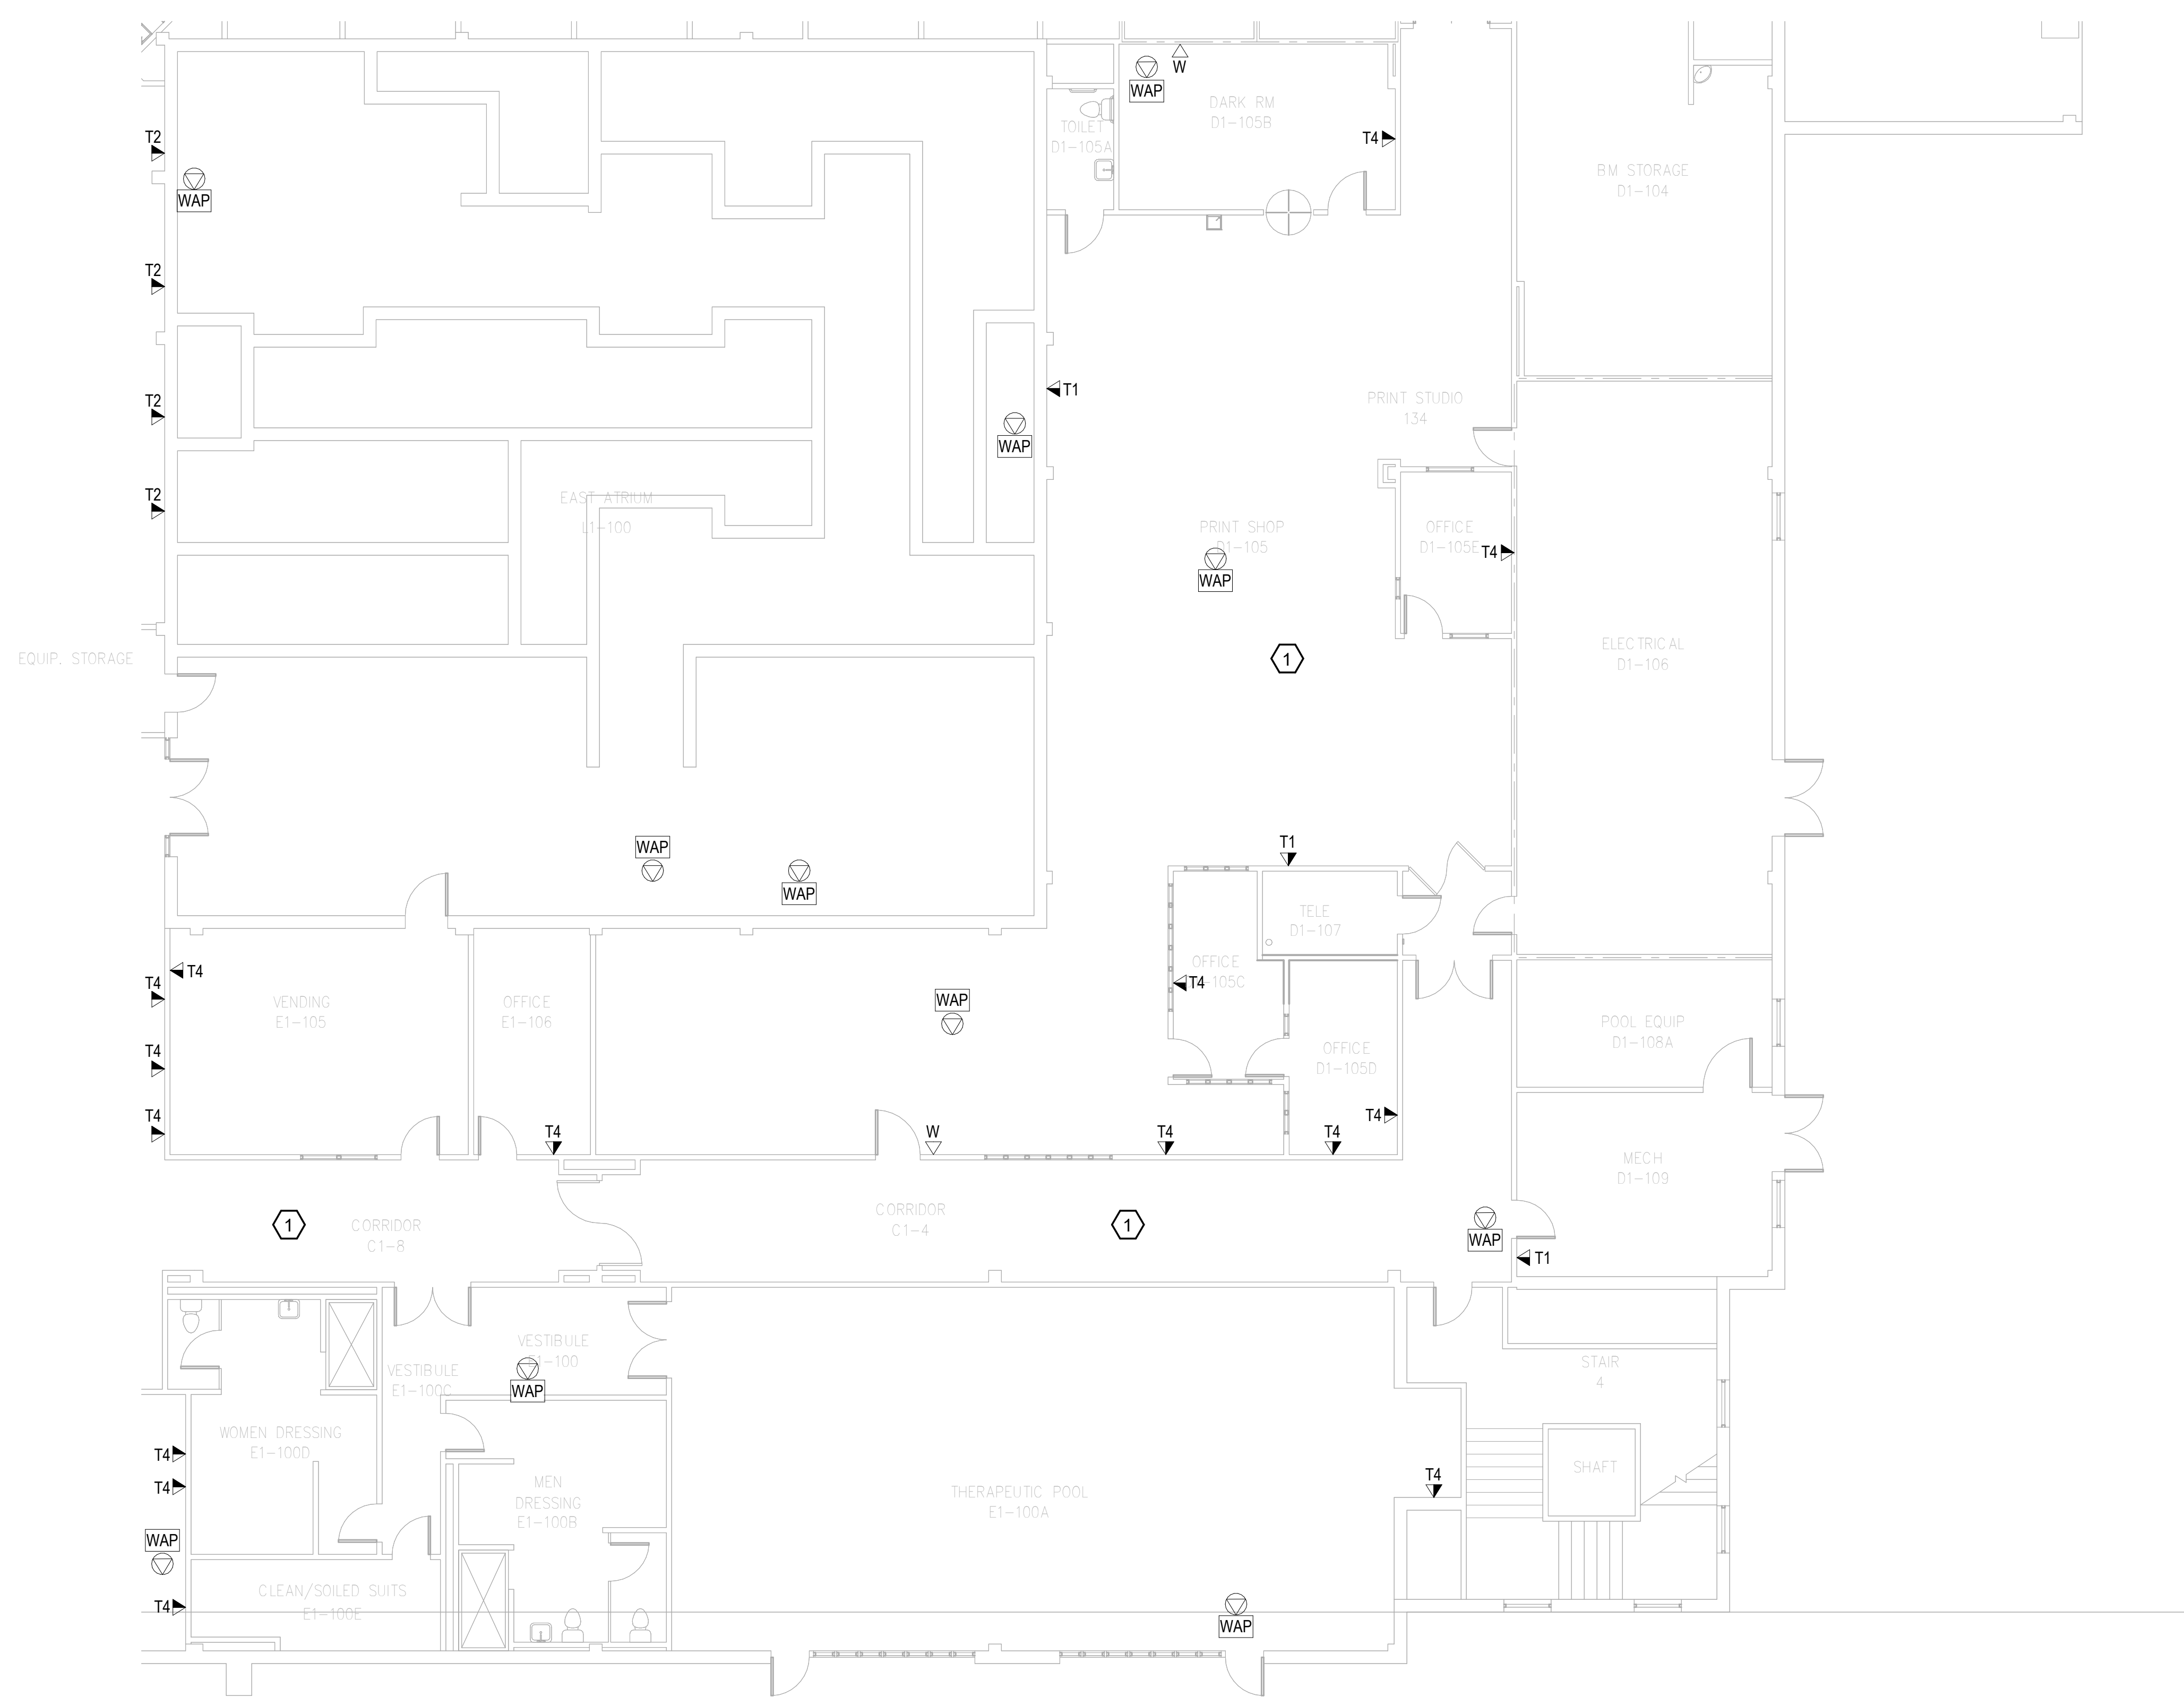 W
WAP
DARK RM
D1-105B
TOILET
D1-105A
T4
T2
WAP
BM STORAGE
D1-104
T2
T1
PRINT STUDIO
134
T2
WAP
T2
EAST ATRIUM
L1-100
PRINT SHOP
D1-105
WAP
OFFICE
D1-105E
T4
EQUIP. STORAGE
1
ELECTRICAL
D1-106
WAP
WAP
T1
TELE
D1-107
T4
T4
VENDING
E1-105
OFFICE
E1-106
WAP
OFFICE
T4
-105C
POOL EQUIP
D1-108A
T4
OFFICE
D1-105D
T4
T4
T4
W
T4
T4
MECH
D1-109
1
CORRIDOR
C1-8
CORRIDOR
C1-4
1
WAP
T1
VESTIBULE
E1-100
VESTIBULE
E1-100C
WAP
STAIR
4
WOMEN DRESSING
E1-100D
T4
T4
MEN
DRESSING
E1-100B
THERAPEUTIC POOL
E1-100A
T4
SHAFT
WAP
T4
CLEAN/SOILED SUITS
E1-100E
WAP